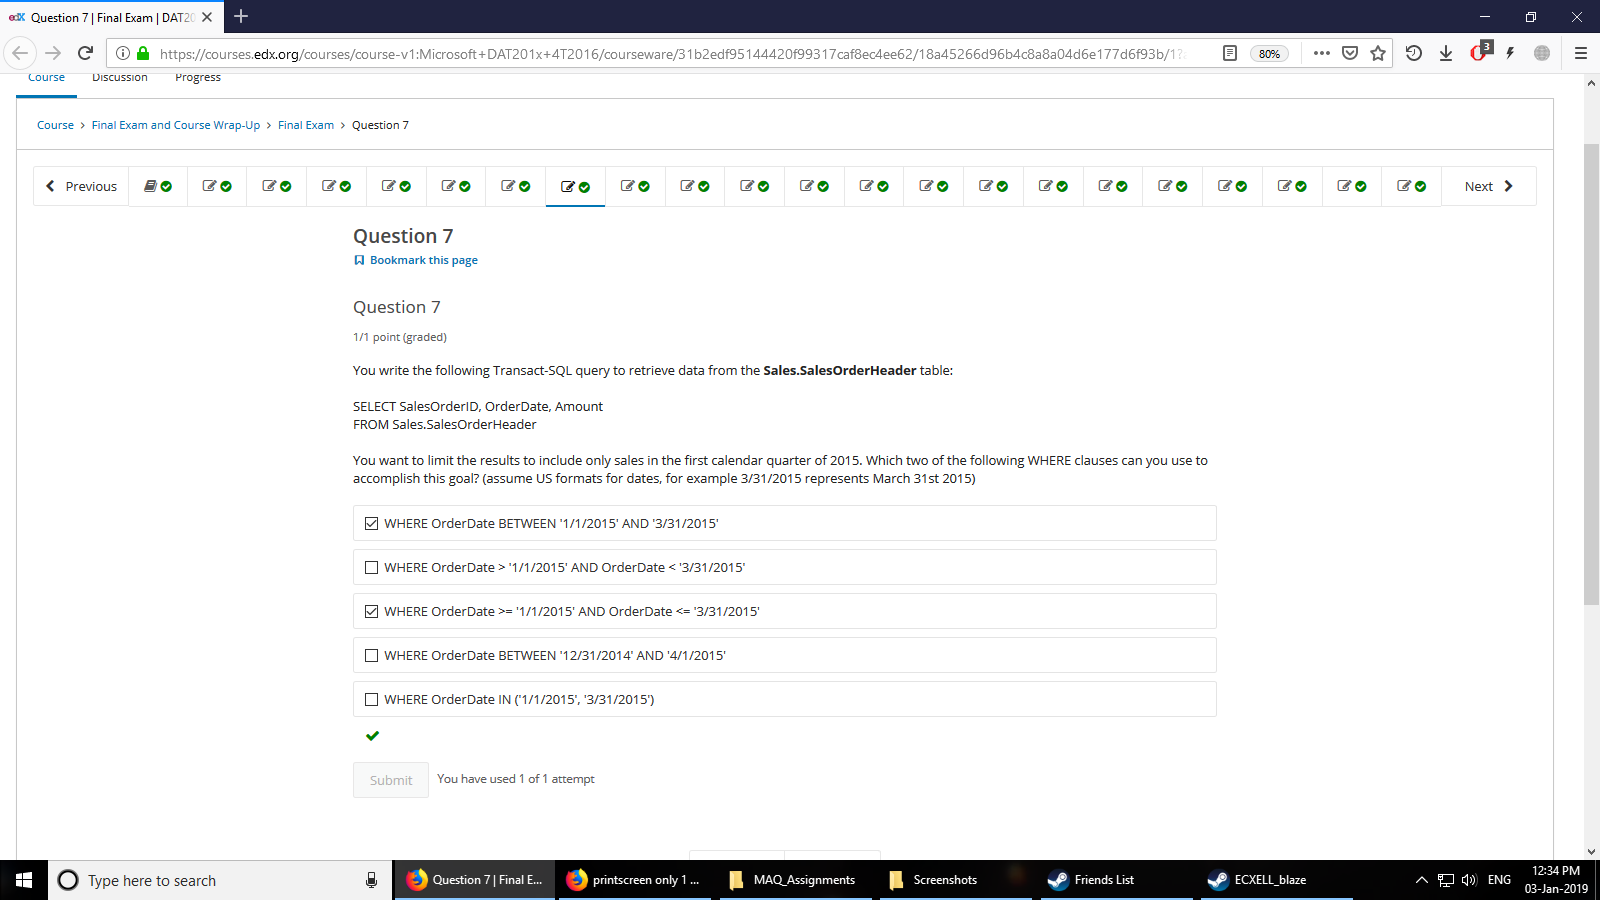 edX Question 7 | Final Exam | DAT20
https://courses.edx.org/courses/course-v1:Microsoft+DAT201x+4T2016/courseware/31b2edf95144420f99317caf8ec4ee62/18a45266d96b4c8a8a04d6e177d6f93b/1?
80%
3
Course Discussion Progress
Course > Final Exam and Course Wrap-Up > Final Exam > Question 7
Previous
Next
Question 7
Bookmark this page
Question 7
1/1 point (graded)
You write the following Transact-SQL query to retrieve data from the Sales.SalesOrderHeader table:
SELECT SalesOrderID, OrderDate, Amount
FROM Sales.SalesOrderHeader
You want to limit the results to include only sales in the first calendar quarter of 2015. Which two of the following WHERE clauses can you use to
accomplish this goal? (assume US formats for dates, for example 3/31/2015 represents March 31st 2015)
WHERE OrderDate BETWEEN '1/1/2015' AND '3/31/2015'
WHERE OrderDate > '1/1/2015' AND OrderDate < '3/31/2015'
WHERE OrderDate >= '1/1/2015' AND OrderDate <= '3/31/2015'
WHERE OrderDate BETWEEN '12/31/2014' AND '4/1/2015'
WHERE OrderDate IN ('1/1/2015', '3/31/2015')
Submit You have used 1 of 1 attempt
Type here to search
Question 7 | Final E...
printscreen only 1 ...
MAQ_Assignments
Screenshots
Friends List
ECXELL_blaze
ENG
12:34 PM
03-Jan-2019